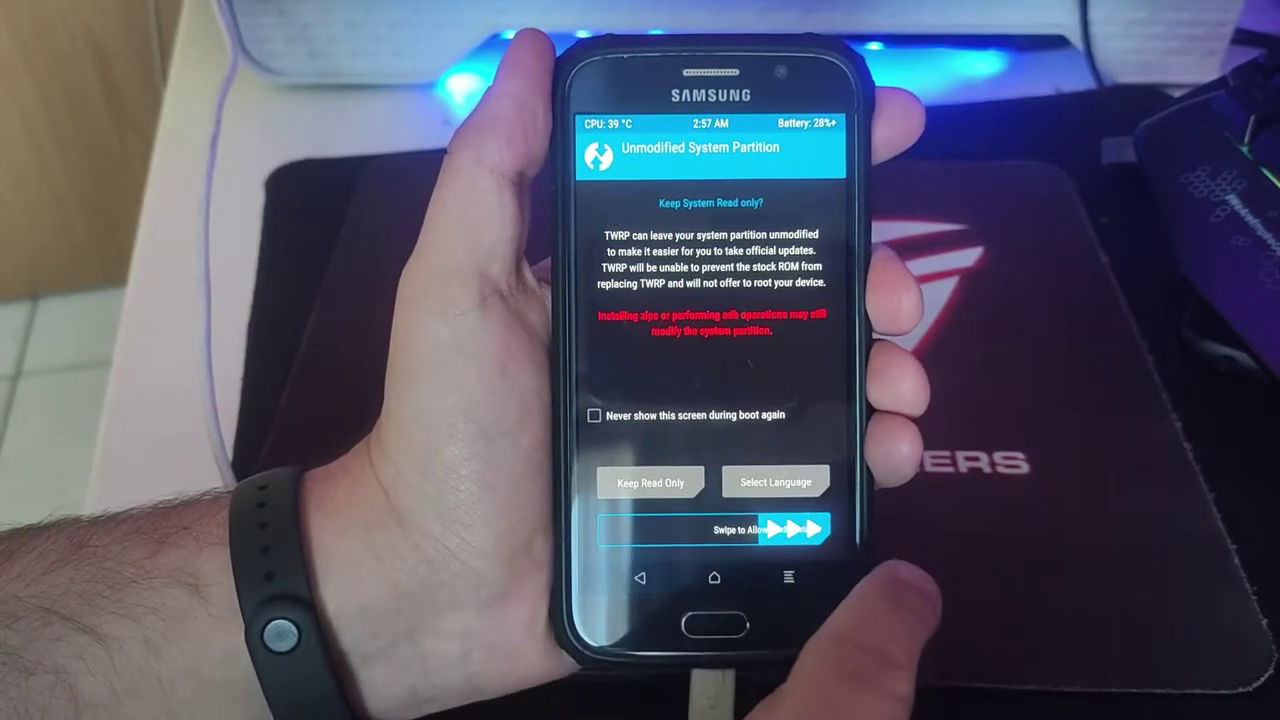 SAMSUNG
CPU: 39 °C 2:57 AM Battery: 28%+
Unmodified System Partition
Keep System Read only?
TWRP can leave your system partition unmodified
to make it easier for you to take official updates.
TWRP will be unable to prevent the stock ROM from
replacing TWRP and will not offer to root your device.
Installing zips or performing adb operations may still
modify the system partition.
Never show this screen during boot again
Keep Read Only Select Language
Swipe to Allow
ERS